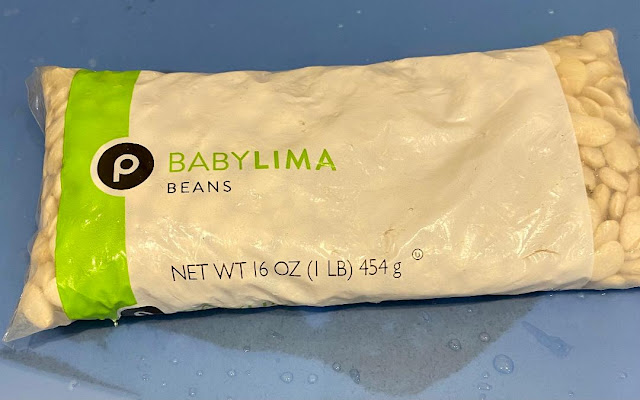 P
BABYLIMA
BEANS
NET WT 16 OZ (1 LB) 454 g U